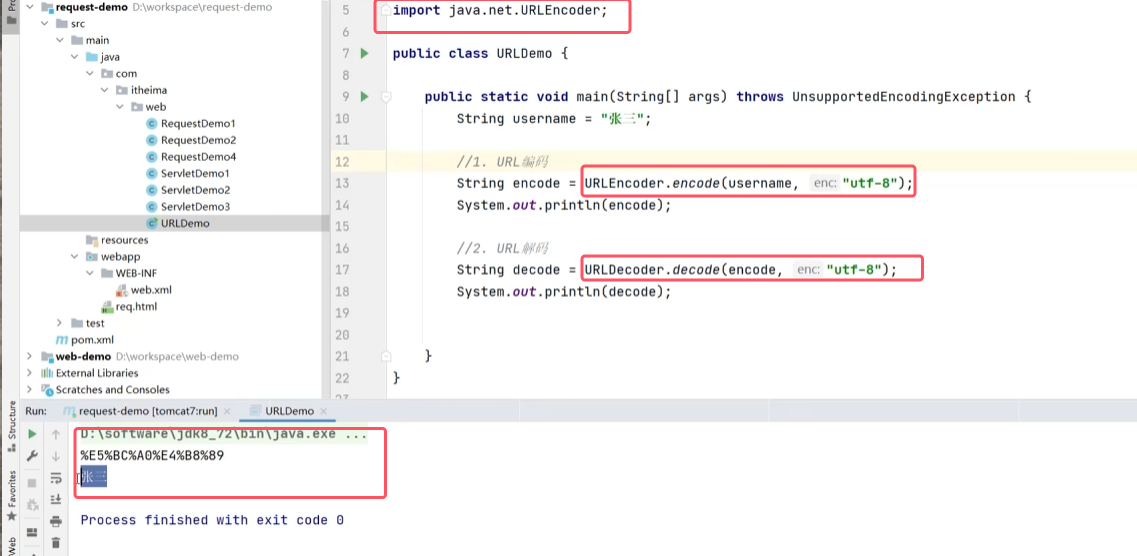 request-demo D:\workspace\request-demo
src
main
java
com
itheima
web
RequestDemo1
RequestDemo2
RequestDemo4
ServletDemo1
ServletDemo2
ServletDemo3
URLDemo
resources
webapp
WEB-INF
web.xml
req.html
test
pom.xml
web-demo D:\workspace\web-demo
External Libraries
Scratches and Consoles
5 import java.net.URLEncoder;
6
7 public class URLDemo {
8
9 public static void main(String[] args) throws UnsupportedEncodingException {
10 String username = "张三";
11
12 //1. URL编码
13 String encode = URLEncoder.encode(username, enc: "utf-8");
14 System.out.println(encode);
15
16 //2. URL解码
17 String decode = URLDecoder.decode(encode, enc: "utf-8");
18 System.out.println(decode);
19
20
21 }
22 }
Run: request-demo [tomcat7:run] × URLDemo ×
D:\software\jdk8_72\bin\java.exe ...
%E5%BC%A0%E4%B8%89
张三
Process finished with exit code 0
Structure
Favorites
Web